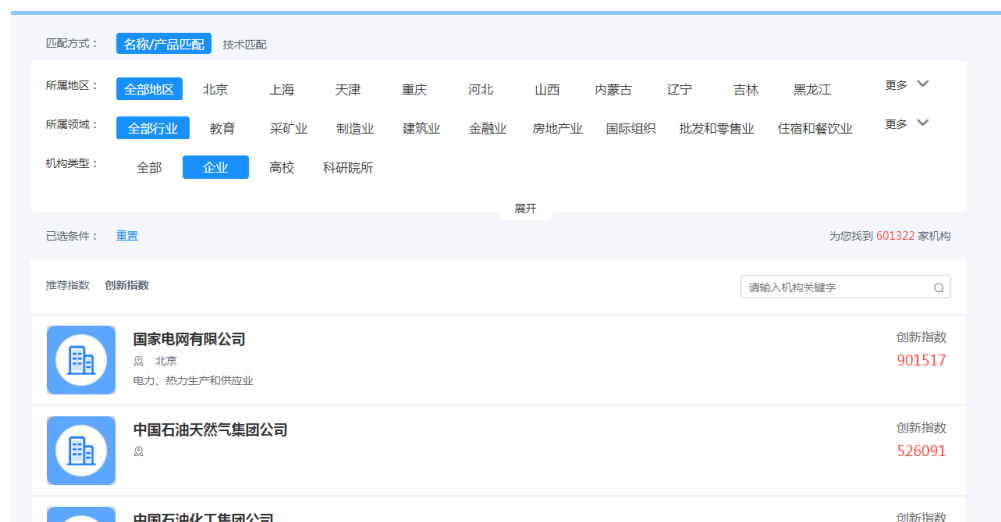 匹配方式： 名称/产品匹配 技术匹配
所属地区： 全部地区 北京 上海 天津 重庆 河北 山西 内蒙古 辽宁 吉林 黑龙江 更多
所属领域： 全部行业 教育 采矿业 制造业 建筑业 金融业 房地产业 国际组织 批发和零售业 住宿和餐饮业 更多
机构类型： 全部 企业 高校 科研院所
展开
已选条件： 重置 为您找到 601322 家机构
推荐指数 创新指数 请输入机构关键字
国家电网有限公司 创新指数
北京 901517
电力、热力生产和供应业
中国石油天然气集团公司 创新指数
526091
中国石油化工集团公司 创新指数